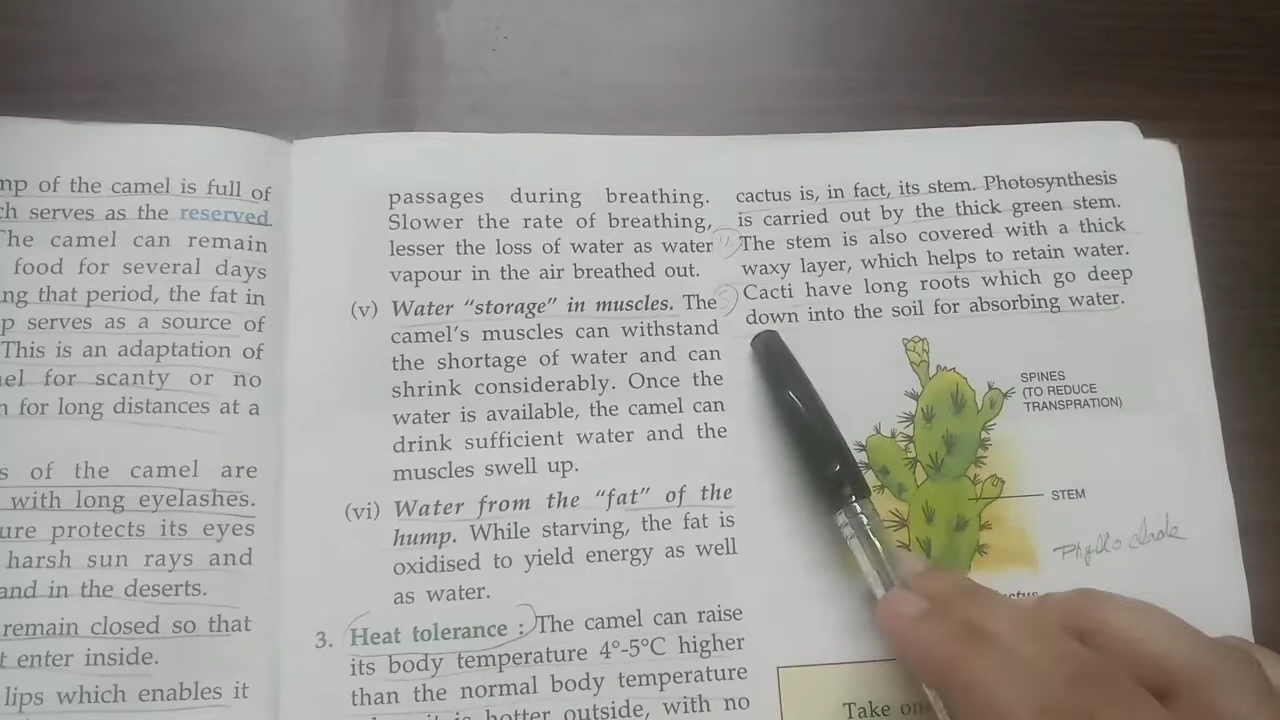 mp of the camel is full of
ch serves as the reserved
The camel can remain
food for several days
ng that period, the fat in
p serves as a source of
This is an adaptation of
el for scanty or no
n for long distances at a
s of the camel are
with long eyelashes.
ure protects its eyes
harsh sun rays and
and in the deserts.
remain closed so that
t enter inside.
lips which enables it
passages during breathing.
Slower the rate of breathing,
lesser the loss of water as water
vapour in the air breathed out.
(v) Water “storage” in muscles. The
camel’s muscles can withstand
the shortage of water and can
shrink considerably. Once the
water is available, the camel can
drink sufficient water and the
muscles swell up.
(vi) Water from the “fat” of the
hump. While starving, the fat is
oxidised to yield energy as well
as water.
3. Heat tolerance : The camel can raise
its body temperature 4°-5°C higher
than the normal body temperature
hotter outside, with no
cactus is, in fact, its stem. Photosynthesis
is carried out by the thick green stem.
The stem is also covered with a thick
waxy layer, which helps to retain water.
Cacti have long roots which go deep
down into the soil for absorbing water.
SPINES
(TO REDUCE
TRANSPRATION)
STEM
Phylloclade
Take one